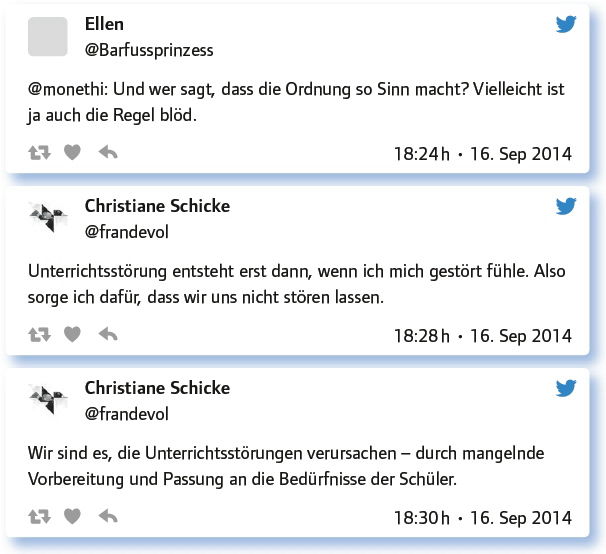 Ellen
@Barfussprinzess
@monethi: Und wer sagt, dass die Ordnung so Sinn macht? Vielleicht ist
ja auch die Regel blöd.
18:24 h • 16. Sep 2014
Christiane Schicke
@frandevol
Unterrichtsstörung entsteht erst dann, wenn ich mich gestört fühle. Also
sorge ich dafür, dass wir uns nicht stören lassen.
18:28 h • 16. Sep 2014
Christiane Schicke
@frandevol
Wir sind es, die Unterrichtsstörungen verursachen – durch mangelnde
Vorbereitung und Passung an die Bedürfnisse der Schüler.
18:30 h • 16. Sep 2014